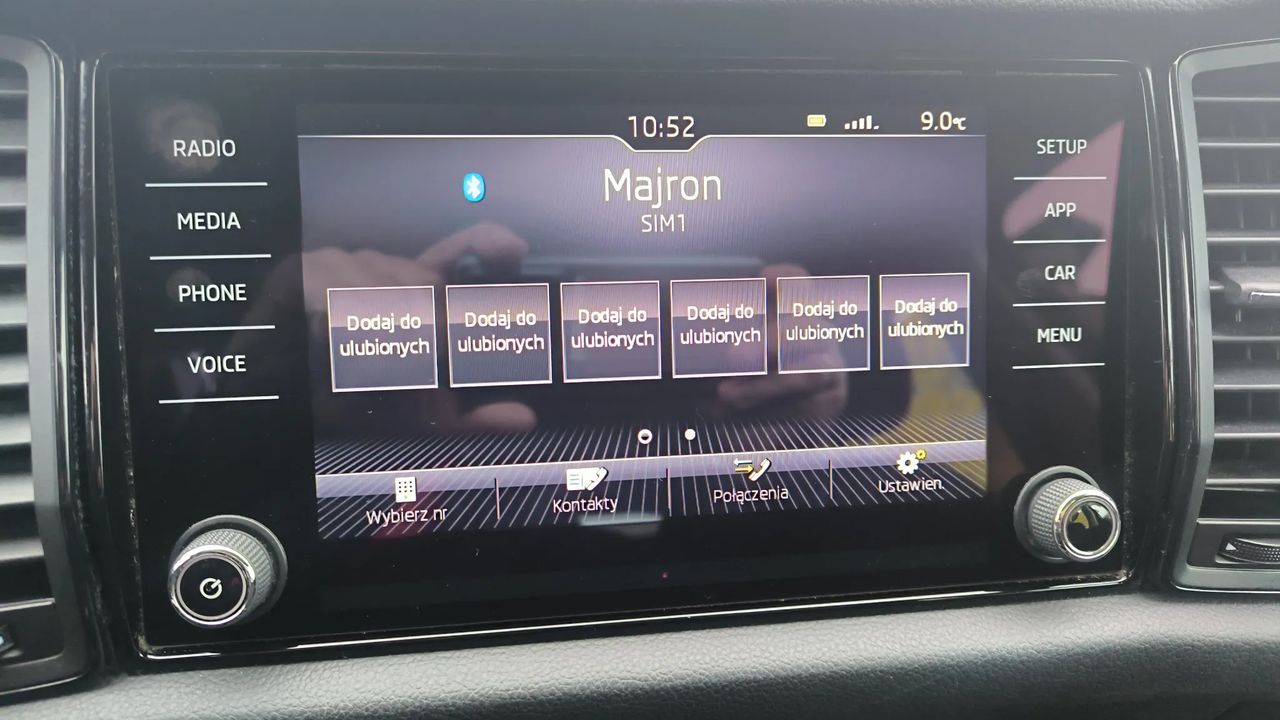 10:52
9.0°C
RADIO
MEDIA
PHONE
VOICE
Majron
SIM1
Dodaj do
ulubionych
Dodaj do
ulubionych
Dodaj do
ulubionych
Dodaj do
ulubionych
Dodaj do
ulubionych
Dodaj do
ulubionych
Wybierz nr
Kontakty
Połączenia
Ustawien.
SETUP
APP
CAR
MENU